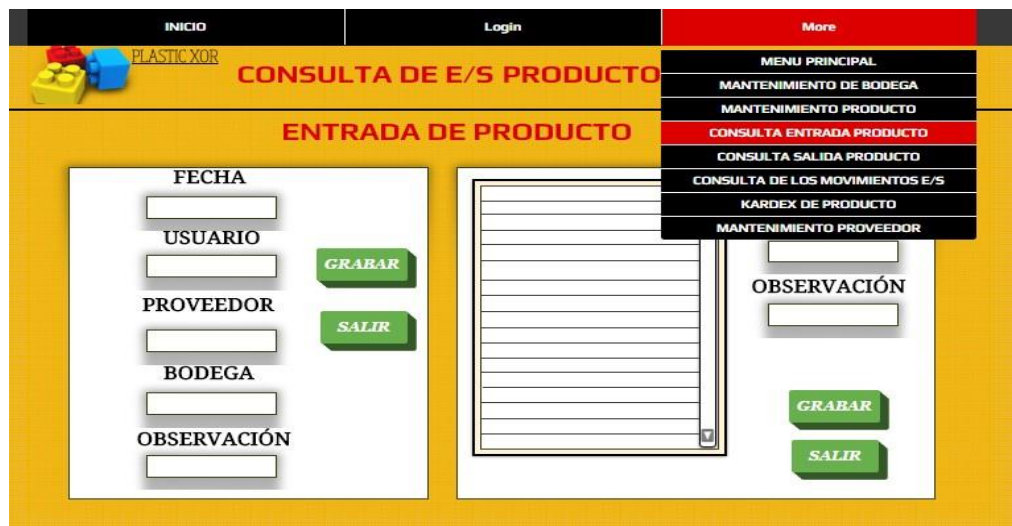 INICIO
Login
More
PLASTIC XOR
CONSULTA DE E/S PRODUCTO
MENU PRINCIPAL
MANTENIMIENTO DE BODEGA
MANTENIMIENTO PRODUCTO
CONSULTA ENTRADA PRODUCTO
CONSULTA SALIDA PRODUCTO
CONSULTA DE LOS MOVIMIENTOS E/S
KARDEX DE PRODUCTO
MANTENIMIENTO PROVEEDOR
ENTRADA DE PRODUCTO
FECHA
USUARIO
PROVEEDOR
BODEGA
OBSERVACIÓN
GRABAR
SALIR
OBSERVACIÓN
GRABAR
SALIR